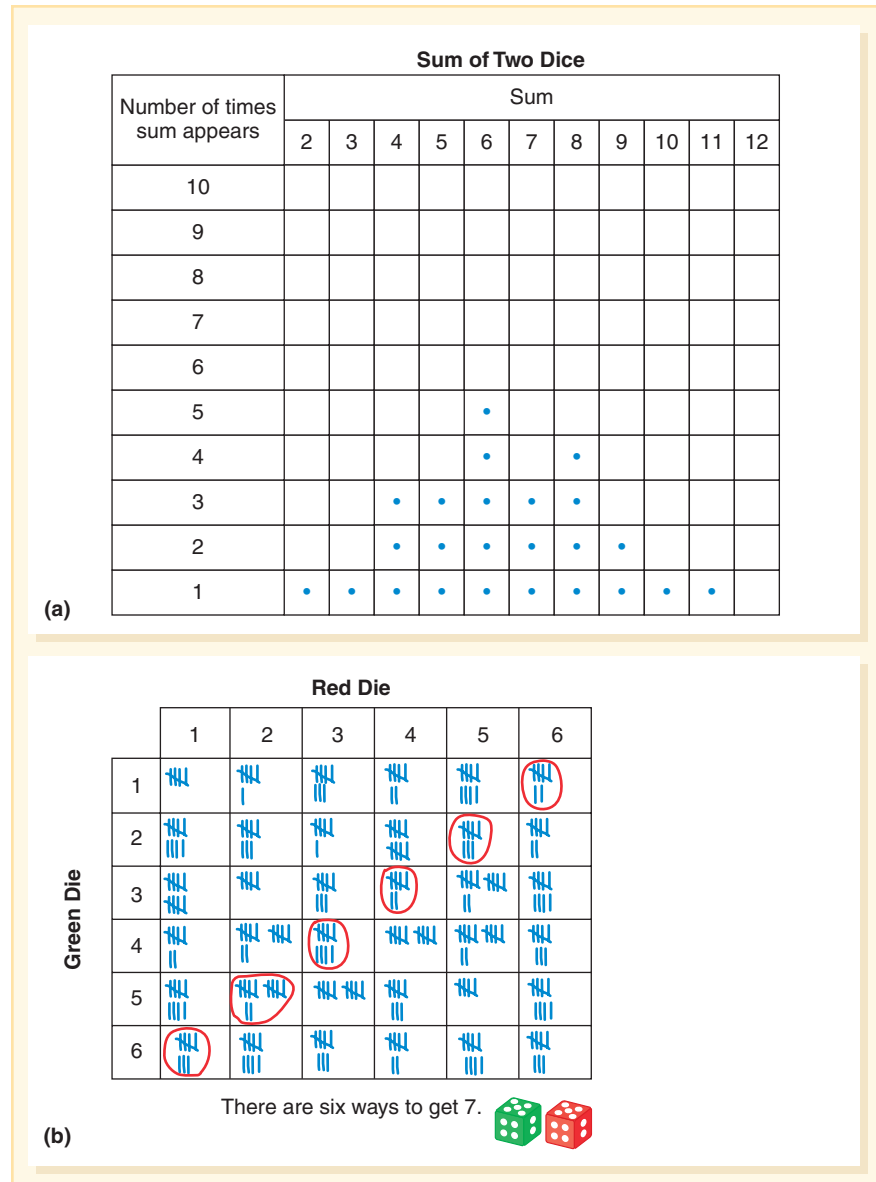 Sum of Two Dice
Number of times sum appears
Sum
2 3 4 5 6 7 8 9 10 11 12
10
9
8
7
6
5
4
3
2
1
(a)
Red Die
1 2 3 4 5 6
Green Die
1
2
3
4
5
6
There are six ways to get 7.
(b)